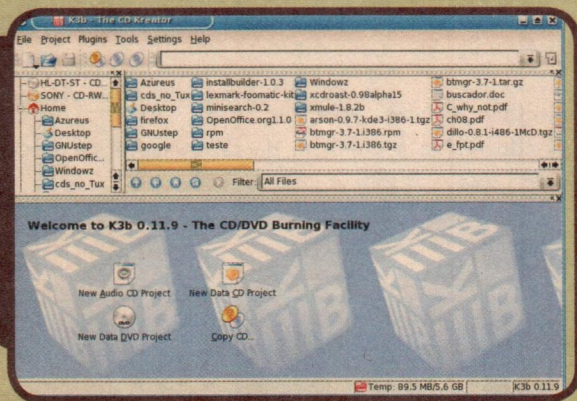 K3b - The CD Kreator
File Project Plugins Tools Settings Help
HL-DT-ST - CD...
SONY - CD-RW...
Home
Azureus
Desktop
GNUstep
OpenOffic...
Windowz
cds_no_Tux
Azureus
cds_no_Tux
Desktop
firefox
GNUstep
google
installbuilder-1.0.3
lexmark-foomatic-kit
minisearch-0.2
OpenOffice.org1.1.0
rpm
teste
Windowz
xcdroast-0.98alpha15
xmule-1.8.2b
arson-0.9.7-kde3-i386-1.tgz
btmgr-3.7-1.i386.rpm
btmgr-3.7-1.i386.tgz
btmgr-3.7-1.tar.gz
buscador.doc
C_why_not.pdf
ch08.pdf
dillo-0.8.1-i486-1McD.tgz
e_fpt.pdf
Filter: All Files
Welcome to K3b 0.11.9 - The CD/DVD Burning Facility
New Audio CD Project New Data CD Project
New Data DVD Project Copy CD...
Temp: 89.5 MB/5,6 GB K3b 0.11.9